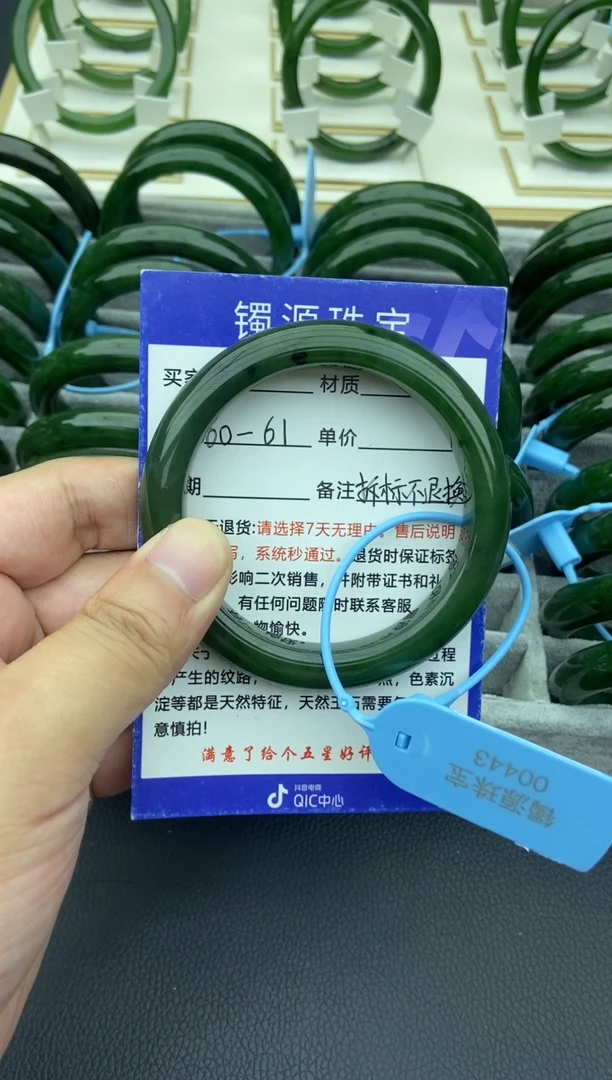 镯源珠宝
材质
60-61 单价
期 备注拆标不退换
退货:请选择7天无理由。售后说明
写，系统秒通过。退货时保证标签
影响二次销售，并附带证书和礼
有任何问题随时联系客服
物愉快。
过程
产生的纹路， 色素沉
淀等都是天然特征，天然玉石需要
意慎拍!
满意了给个五星好评
抖音电商
QIC中心
镯源珠宝
00443